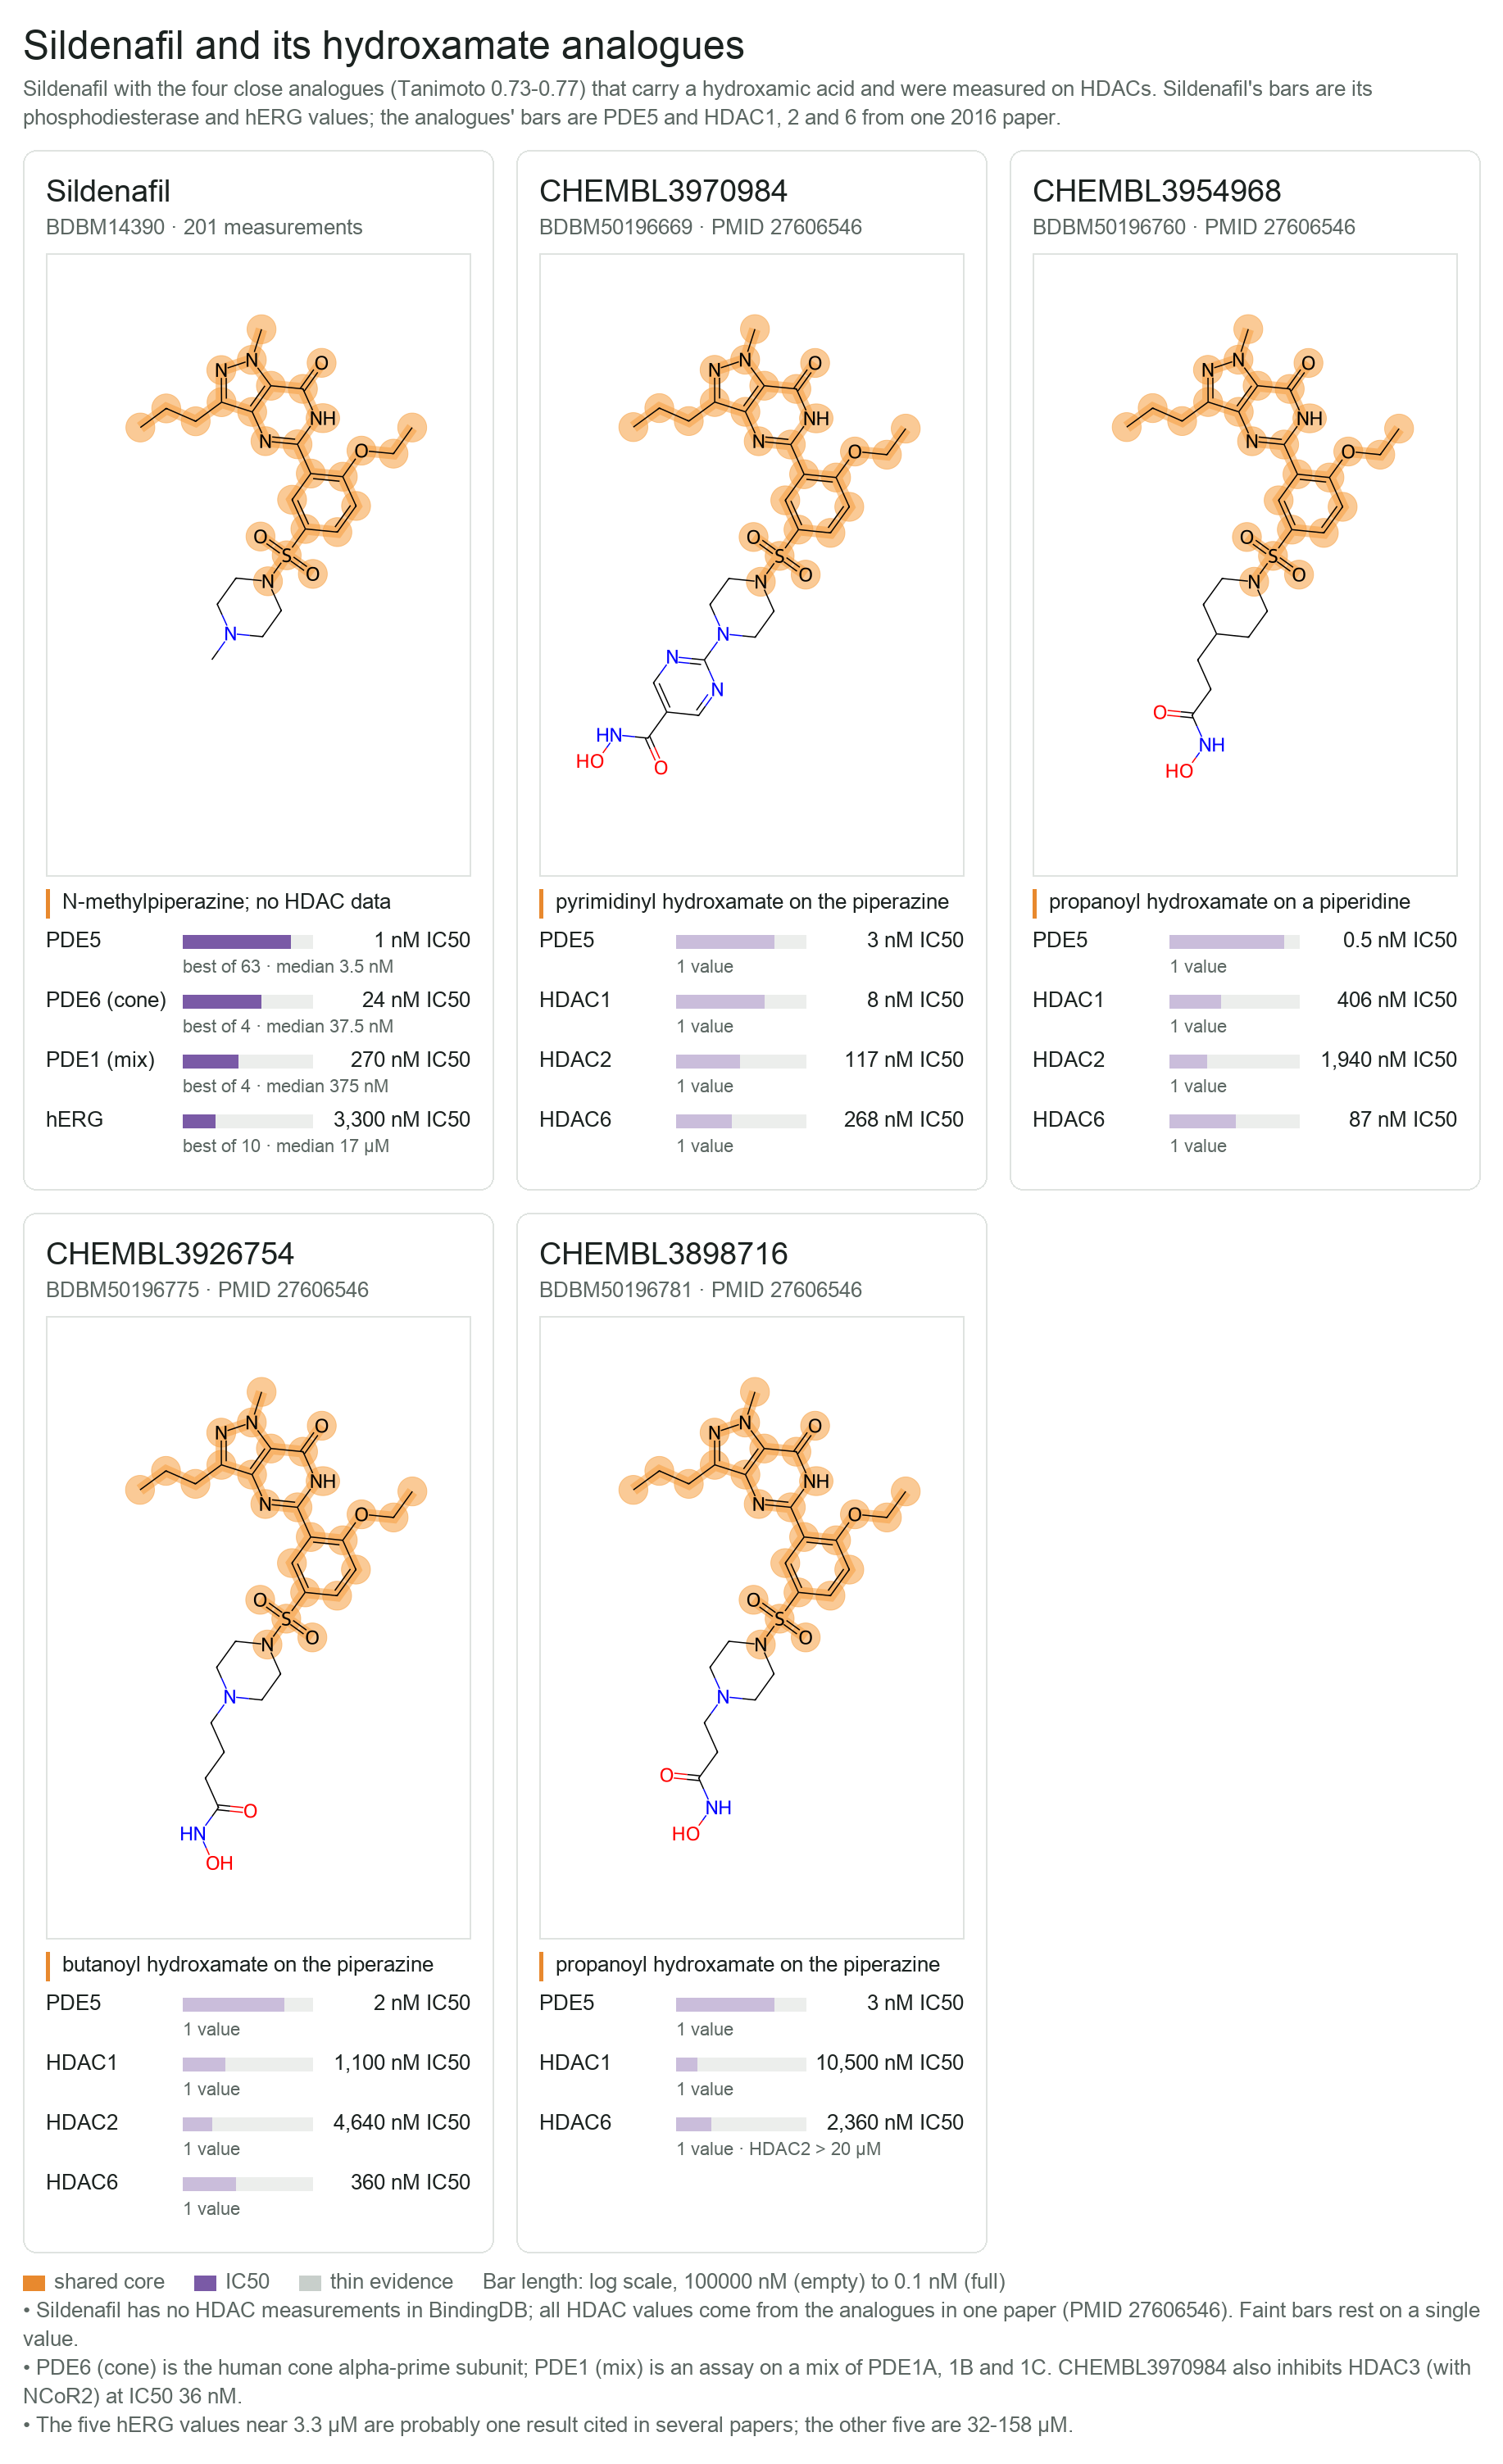 Sildenafil and its hydroxamate analogues
Sildenafil with the four close analogues (Tanimoto 0.73-0.77) that carry a hydroxamic acid and were measured on HDACs. Sildenafil's bars are its
phosphodiesterase and hERG values; the analogues' bars are PDE5 and HDAC1, 2 and 6 from one 2016 paper.
Sildenafil
BDBM14390 · 201 measurements
N
N
O
NH
N
O
O
S
O
N
N
N-methylpiperazine; no HDAC data
PDE5 1 nM IC50
best of 63 · median 3.5 nM
PDE6 (cone) 24 nM IC50
best of 4 · median 37.5 nM
PDE1 (mix) 270 nM IC50
best of 4 · median 375 nM
hERG 3,300 nM IC50
best of 10 · median 17 µM
CHEMBL3970984
BDBM50196669 · PMID 27606546
N
N
O
NH
N
O
O
S
O
N
N
N
N
HN
HO
O
pyrimidinyl hydroxamate on the piperazine
PDE5 3 nM IC50
1 value
HDAC1 8 nM IC50
1 value
HDAC2 117 nM IC50
1 value
HDAC6 268 nM IC50
1 value
CHEMBL3954968
BDBM50196760 · PMID 27606546
N
N
O
NH
N
O
O
S
O
N
O
NH
HO
propanoyl hydroxamate on a piperidine
PDE5 0.5 nM IC50
1 value
HDAC1 406 nM IC50
1 value
HDAC2 1,940 nM IC50
1 value
HDAC6 87 nM IC50
1 value
CHEMBL3926754
BDBM50196775 · PMID 27606546
N
N
O
NH
N
O
O
S
O
N
N
O
HN
OH
butanoyl hydroxamate on the piperazine
PDE5 2 nM IC50
1 value
HDAC1 1,100 nM IC50
1 value
HDAC2 4,640 nM IC50
1 value
HDAC6 360 nM IC50
1 value
CHEMBL3898716
BDBM50196781 · PMID 27606546
N
N
O
NH
N
O
O
S
O
N
N
O
NH
HO
propanoyl hydroxamate on the piperazine
PDE5 3 nM IC50
1 value
HDAC1 10,500 nM IC50
1 value
HDAC6 2,360 nM IC50
1 value · HDAC2 > 20 µM
shared core IC50 thin evidence Bar length: log scale, 100000 nM (empty) to 0.1 nM (full)
• Sildenafil has no HDAC measurements in BindingDB; all HDAC values come from the analogues in one paper (PMID 27606546). Faint bars rest on a single
value.
• PDE6 (cone) is the human cone alpha-prime subunit; PDE1 (mix) is an assay on a mix of PDE1A, 1B and 1C. CHEMBL3970984 also inhibits HDAC3 (with
NCoR2) at IC50 36 nM.
• The five hERG values near 3.3 µM are probably one result cited in several papers; the other five are 32-158 µM.